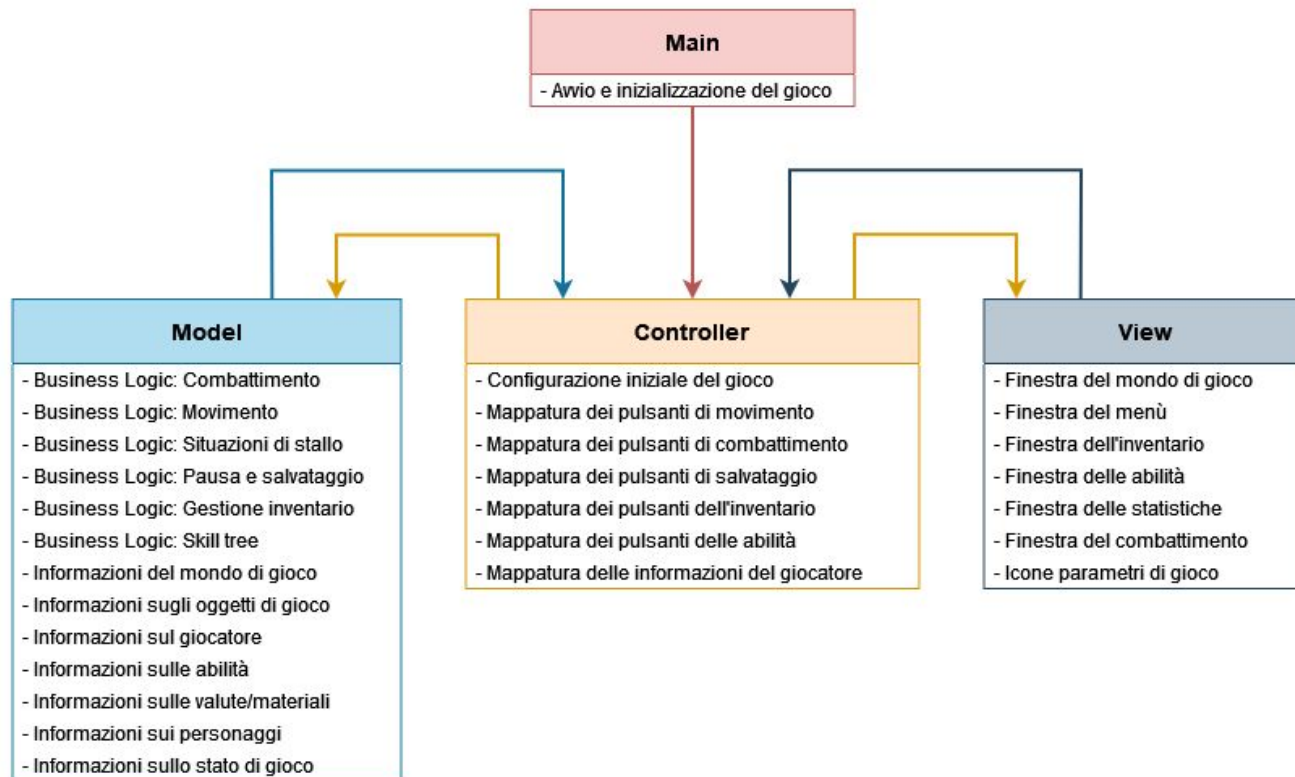 Main
- Avvio e inizializzazione del gioco
Model
- Business Logic: Combattimento
- Business Logic: Movimento
- Business Logic: Situazioni di stallo
- Business Logic: Pausa e salvataggio
- Business Logic: Gestione inventario
- Business Logic: Skill tree
- Informazioni del mondo di gioco
- Informazioni sugli oggetti di gioco
- Informazioni sul giocatore
- Informazioni sulle abilità
- Informazioni sulle valute/materiali
- Informazioni sui personaggi
- Informazioni sullo stato di gioco
Controller
- Configurazione iniziale del gioco
- Mappatura dei pulsanti di movimento
- Mappatura dei pulsanti di combattimento
- Mappatura dei pulsanti di salvataggio
- Mappatura dei pulsanti dell'inventario
- Mappatura dei pulsanti delle abilità
- Mappatura delle informazioni del giocatore
View
- Finestra del mondo di gioco
- Finestra del menù
- Finestra dell'inventario
- Finestra delle abilità
- Finestra delle statistiche
- Finestra del combattimento
- Icone parametri di gioco